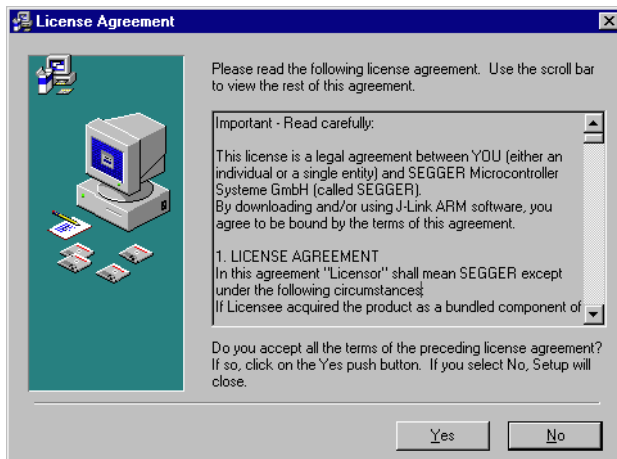 License Agreement
Please read the following license agreement. Use the scroll bar
to view the rest of this agreement.
Important - Read carefully:
This license is a legal agreement between YOU (either an
individual or a single entity) and SEGGER Microcontroller
Systeme GmbH (called SEGGER).
By downloading and/or using J-Link ARM software, you
agree to be bound by the terms of this agreement.
1. LICENSE AGREEMENT
In this agreement "Licensor" shall mean SEGGER except
under the following circumstances:
If Licensee acquired the product as a bundled component of
Do you accept all the terms of the preceding license agreement?
If so, click on the Yes push button. If you select No, Setup will
close.
Yes
No